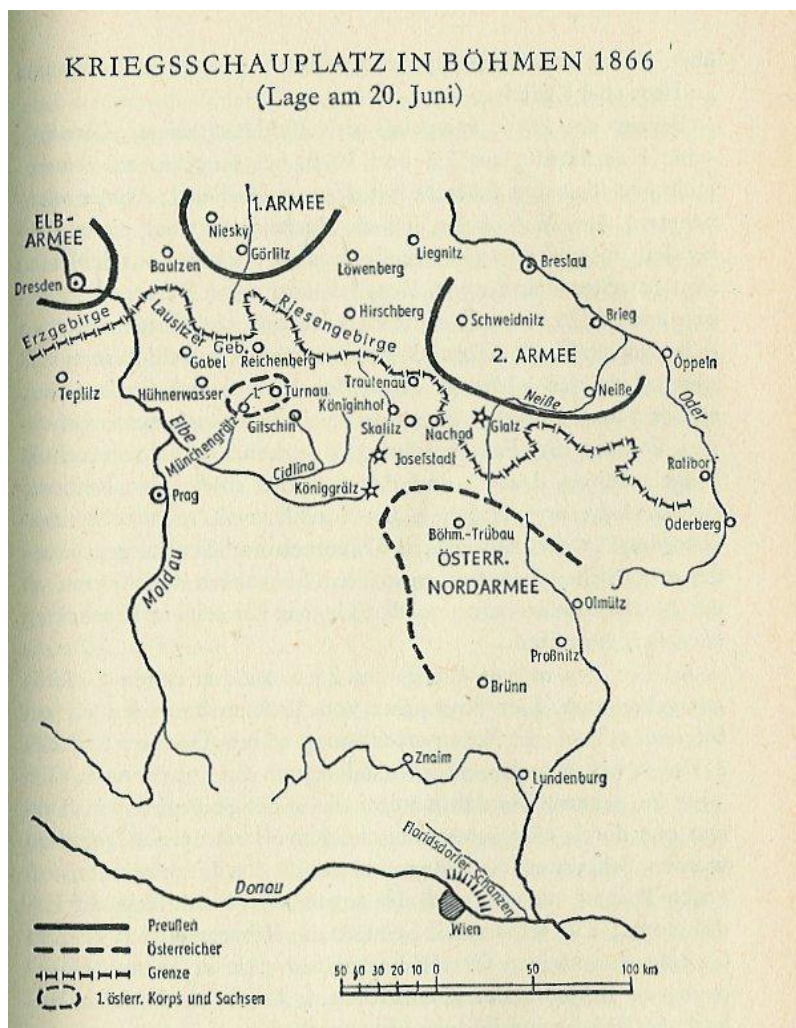 KRIEGSSCHAUPLATZ IN BÖHMEN 1866
(Lage am 20. Juni)
1. ARMEE
ELB-
ARMEE
Niesky
Görlitz
Bautzen
Löwenberg
Liegnitz
Breslau
Dresden
Erzgebirge
Lausitzer
Geb.
Riesengebirge
Hirschberg
Schweidnitz
Brieg
2. ARMEE
Gabel
Reichenberg
Oppeln
Teplitz
Hühnerwasser
1.
Turnau
Trautenau
Neiße
Neiße
Oder
Münchengrätz
Gitschin
Königinhof
Skalitz
Nachod
Glatz
Elbe
Cidlina
Josefstadt
Ratibor
Prag
Königgrätz
Oderberg
Böhm.-Trübau
ÖSTERR.
NORDARMEE
Moldau
Olmütz
Proßnitz
Brünn
Znaim
Lundenburg
Floridsdorfer Schanzen
Donau
Wien
Preußen
Österreicher
Grenze
1. österr. Korps und Sachsen
50 40 30 20 10 0 50 100 km